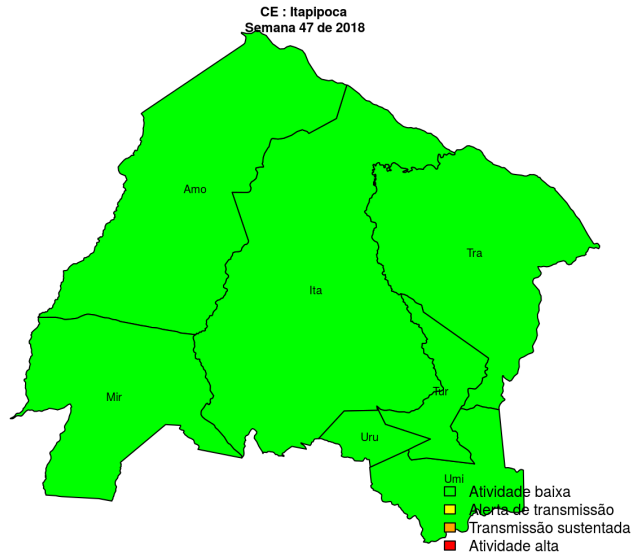 CE : Itapipoca
Semana 47 de 2018
Amo
Tra
Ita
Tur
Mir
Uru
Umi
Atividade baixa
Alerta de transmissão
Transmissão sustentada
Atividade alta